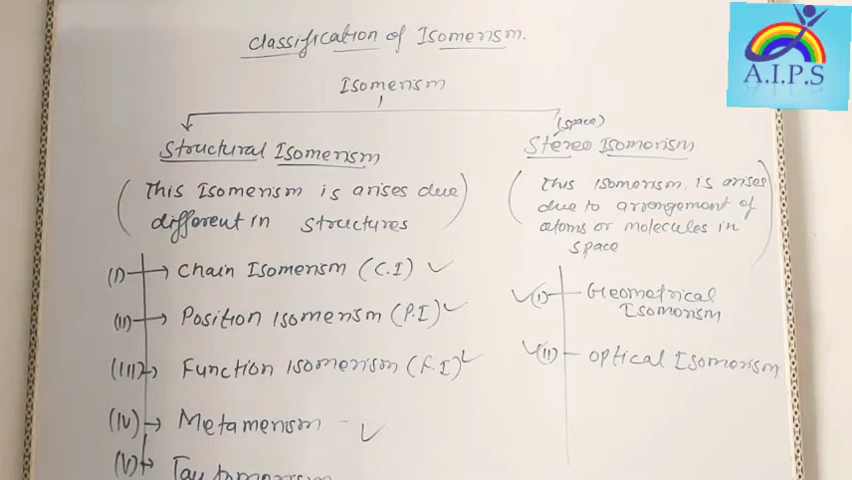 Classification of Isomerism.
A.I.P.S
Isomerism
(space)
Structural Isomerism
Stereo Isomerism
(This Isomerism is arises due
different in structures)
(This isomerism, is arises
due to arrangement of
atoms or molecules in
space)
(I) → Chain Isomerism (C.I) ✓
(II) → Position Isomerism (P.I) ✓
(III) → Function Isomerism (F.I) ✓
(IV) → Metamerism - ✓
(V) →
✓(I) - Geometrical
Isomerism
✓(II) - Optical Isomerism